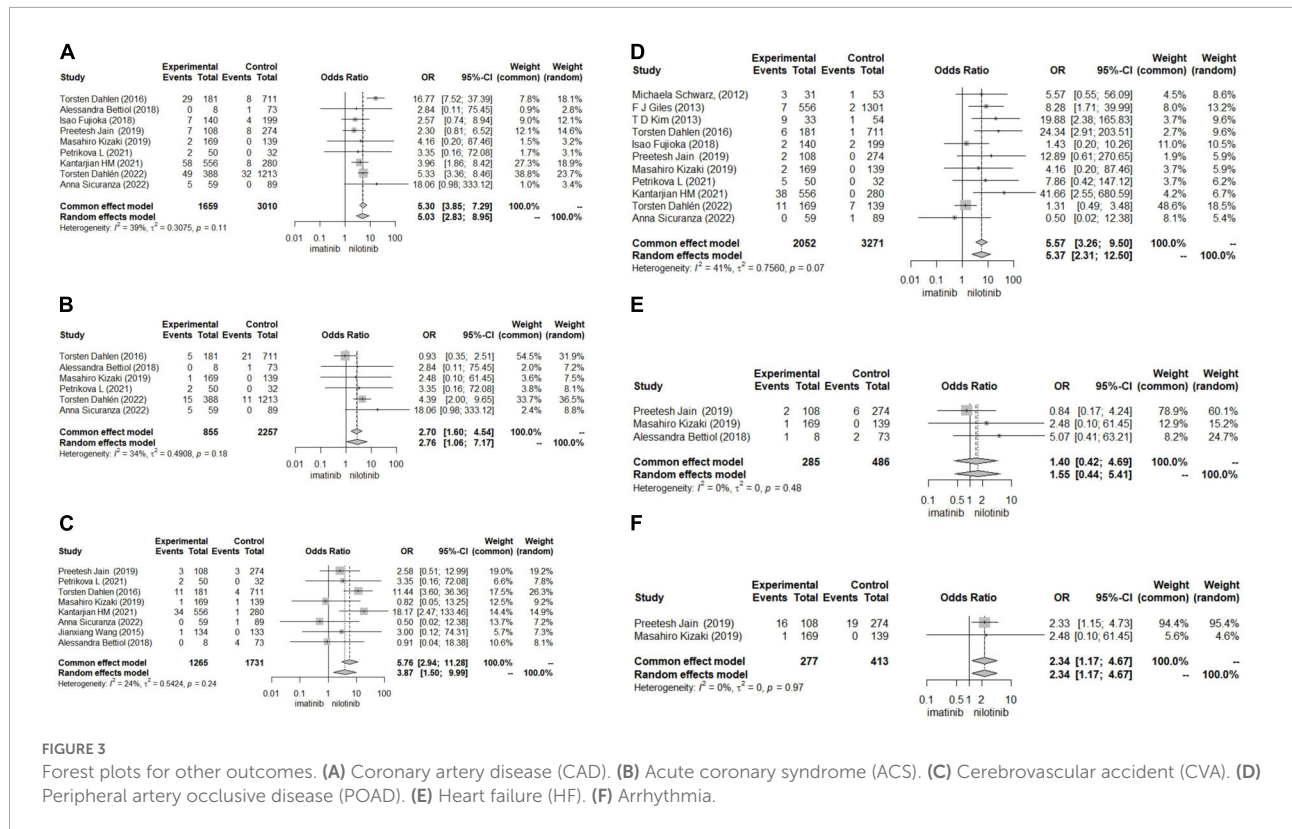 A
Experimental Control Weight Weight
Study Events Total Events Total Odds Ratio OR 95%-CI (common) (random)
Torsten Dahlen (2016) 29 181 8 711 16.77 [7.52; 37.39] 7.8% 18.1%
Alessandra Bettiol (2018) 0 8 1 73 2.84 [0.11; 75.45] 0.9% 2.8%
Isao Fujioka (2018) 7 140 4 199 2.57 [0.74; 8.94] 9.0% 12.1%
Preetesh Jain (2019) 7 108 8 274 2.30 [0.81; 6.52] 12.1% 14.6%
Masahiro Kizaki (2019) 2 169 0 139 4.16 [0.20; 87.46] 1.5% 3.2%
Petrikova L (2021) 2 50 0 32 3.35 [0.16; 72.08] 1.7% 3.1%
Kantarjian HM (2021) 58 556 8 280 3.96 [1.86; 8.42] 27.3% 18.9%
Torsten Dahlén (2022) 49 388 32 1213 5.33 [3.36; 8.46] 38.8% 23.7%
Anna Sicuranza (2022) 5 59 0 89 18.06 [0.98; 333.12] 1.0% 3.4%
Common effect model 1659 3010 5.30 [3.85; 7.29] 100.0% --
Random effects model 5.03 [2.83; 8.95] -- 100.0%
Heterogeneity: I² = 39%, τ² = 0.3075, p = 0.11
0.01 0.1 1 10 100
imatinib nilotinib
B
Experimental Control Weight Weight
Study Events Total Events Total Odds Ratio OR 95%-CI (common) (random)
Torsten Dahlen (2016) 5 181 21 711 0.93 [0.35; 2.51] 54.5% 31.9%
Alessandra Bettiol (2018) 0 8 1 73 2.84 [0.11; 75.45] 2.0% 7.2%
Masahiro Kizaki (2019) 1 169 0 139 2.48 [0.10; 61.45] 3.6% 7.5%
Petrikova L (2021) 2 50 0 32 3.35 [0.16; 72.08] 3.8% 8.1%
Torsten Dahlén (2022) 15 388 11 1213 4.39 [2.00; 9.65] 33.7% 36.5%
Anna Sicuranza (2022) 5 59 0 89 18.06 [0.98; 333.12] 2.4% 8.8%
Common effect model 855 2257 2.70 [1.60; 4.54] 100.0% --
Random effects model 2.76 [1.06; 7.17] -- 100.0%
Heterogeneity: I² = 34%, τ² = 0.4908, p = 0.18
0.01 0.1 1 10 100
imatinib nilotinib
C
Experimental Control Weight Weight
Study Events Total Events Total Odds Ratio OR 95%-CI (common) (random)
Preetesh Jain (2019) 3 108 3 274 2.58 [0.51; 12.99] 19.0% 19.2%
Petrikova L (2021) 2 50 0 32 3.35 [0.16; 72.08] 6.6% 7.8%
Torsten Dahlen (2016) 11 181 4 711 11.44 [3.60; 36.36] 17.5% 26.3%
Masahiro Kizaki (2019) 1 169 1 139 0.82 [0.05; 13.25] 12.5% 9.2%
Kantarjian HM (2021) 34 556 1 280 18.17 [2.47; 133.46] 14.4% 14.9%
Anna Sicuranza (2022) 0 59 1 89 0.50 [0.02; 12.38] 13.7% 7.2%
Jianxiang Wang (2015) 1 134 0 133 3.00 [0.12; 74.31] 5.7% 7.3%
Alessandra Bettiol (2018) 0 8 4 73 0.91 [0.04; 18.38] 10.6% 8.1%
Common effect model 1265 1731 5.76 [2.94; 11.28] 100.0% --
Random effects model 3.87 [1.50; 9.99] -- 100.0%
Heterogeneity: I² = 24%, τ² = 0.5424, p = 0.24
0.01 0.1 1 10 100
imatinib nilotinib
D
Experimental Control Weight Weight
Study Events Total Events Total Odds Ratio OR 95%-CI (common) (random)
Michaela Schwarz, (2012) 3 31 1 53 5.57 [0.55; 56.09] 4.5% 8.6%
F J Giles (2013) 7 556 2 1301 8.28 [1.71; 39.99] 8.0% 13.2%
T D Kim (2013) 9 33 1 54 19.88 [2.38; 165.83] 3.7% 9.6%
Torsten Dahlen (2016) 6 181 1 711 24.34 [2.91; 203.51] 2.7% 9.6%
Isao Fujioka (2018) 2 140 2 199 1.43 [0.20; 10.26] 11.0% 10.5%
Preetesh Jain (2019) 2 108 0 274 12.89 [0.61; 270.65] 1.9% 5.9%
Masahiro Kizaki (2019) 2 169 0 139 4.16 [0.20; 87.46] 3.7% 5.9%
Petrikova L (2021) 5 50 0 32 7.86 [0.42; 147.12] 3.7% 6.2%
Kantarjian HM (2021) 38 556 0 280 41.66 [2.55; 680.59] 4.2% 6.7%
Torsten Dahlén (2022) 11 169 7 139 1.31 [0.49; 3.48] 48.6% 18.5%
Anna Sicuranza (2022) 0 59 1 89 0.50 [0.02; 12.38] 8.1% 5.4%
Common effect model 2052 3271 5.57 [3.26; 9.50] 100.0% --
Random effects model 5.37 [2.31; 12.50] -- 100.0%
Heterogeneity: I² = 41%, τ² = 0.7560, p = 0.07
0.01 0.1 1 10 100
imatinib nilotinib
E
Experimental Control Weight Weight
Study Events Total Events Total Odds Ratio OR 95%-CI (common) (random)
Preetesh Jain (2019) 2 108 6 274 0.84 [0.17; 4.24] 78.9% 60.1%
Masahiro Kizaki (2019) 1 169 0 139 2.48 [0.10; 61.45] 12.9% 15.2%
Alessandra Bettiol (2018) 1 8 2 73 5.07 [0.41; 63.21] 8.2% 24.7%
Common effect model 285 486 1.40 [0.42; 4.69] 100.0% --
Random effects model 1.55 [0.44; 5.41] -- 100.0%
Heterogeneity: I² = 0%, τ² = 0, p = 0.48
0.1 0.5 1 2 10
imatinib nilotinib
F
Experimental Control Weight Weight
Study Events Total Events Total Odds Ratio OR 95%-CI (common) (random)
Preetesh Jain (2019) 16 108 19 274 2.33 [1.15; 4.73] 94.4% 95.4%
Masahiro Kizaki (2019) 1 169 0 139 2.48 [0.10; 61.45] 5.6% 4.6%
Common effect model 277 413 2.34 [1.17; 4.67] 100.0% --
Random effects model 2.34 [1.17; 4.67] -- 100.0%
Heterogeneity: I² = 0%, τ² = 0, p = 0.97
0.1 0.5 1 2 10
imatinib nilotinib
FIGURE 3
Forest plots for other outcomes. (A) Coronary artery disease (CAD). (B) Acute coronary syndrome (ACS). (C) Cerebrovascular accident (CVA). (D)
Peripheral artery occlusive disease (POAD). (E) Heart failure (HF). (F) Arrhythmia.